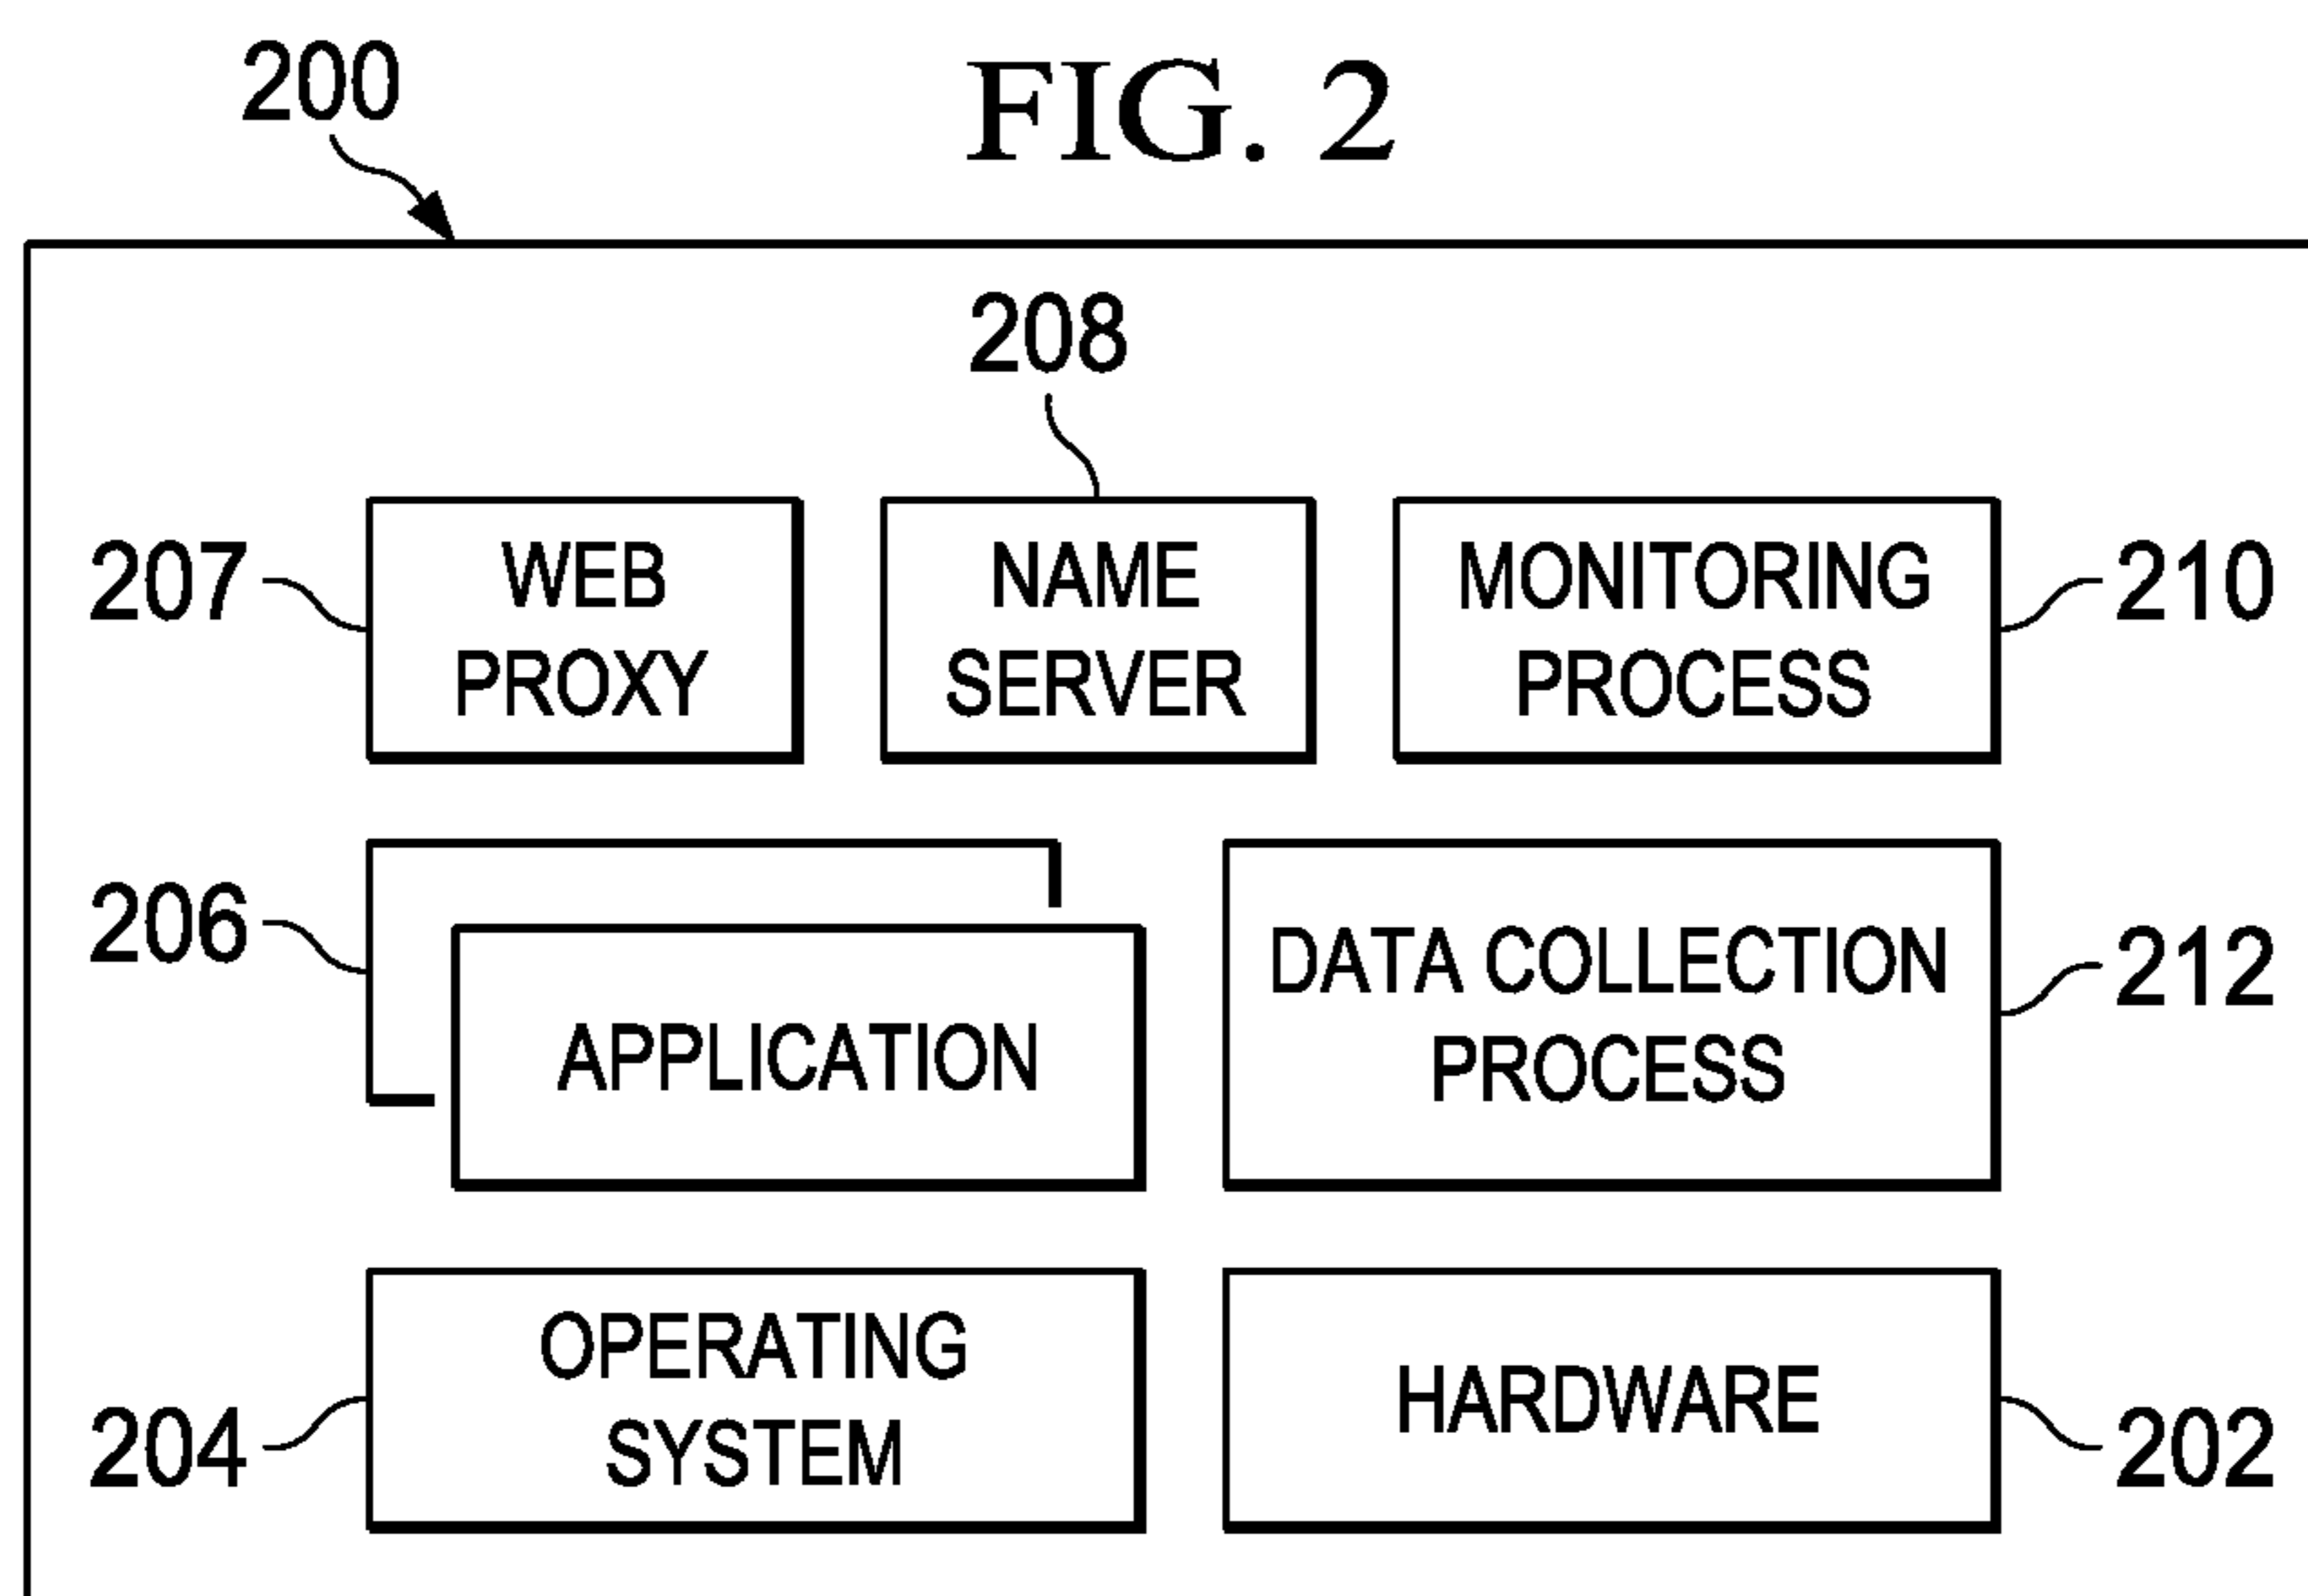 200
FIG. 2
208
207
WEB
PROXY
NAME
SERVER
MONITORING
PROCESS
210
206
APPLICATION
DATA COLLECTION
PROCESS
212
204
OPERATING
SYSTEM
HARDWARE
202